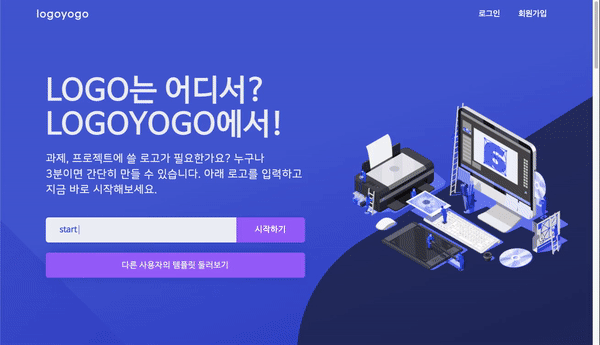 logoyogo
로그인 회원가입
LOGO는 어디서?
LOGOYOGO에서!
과제, 프로젝트에 쓸 로고가 필요한가요? 누구나
3분이면 간단히 만들 수 있습니다. 아래 로고를 입력하고
지금 바로 시작해보세요.
start
시작하기
다른 사용자의 템플릿 둘러보기
S